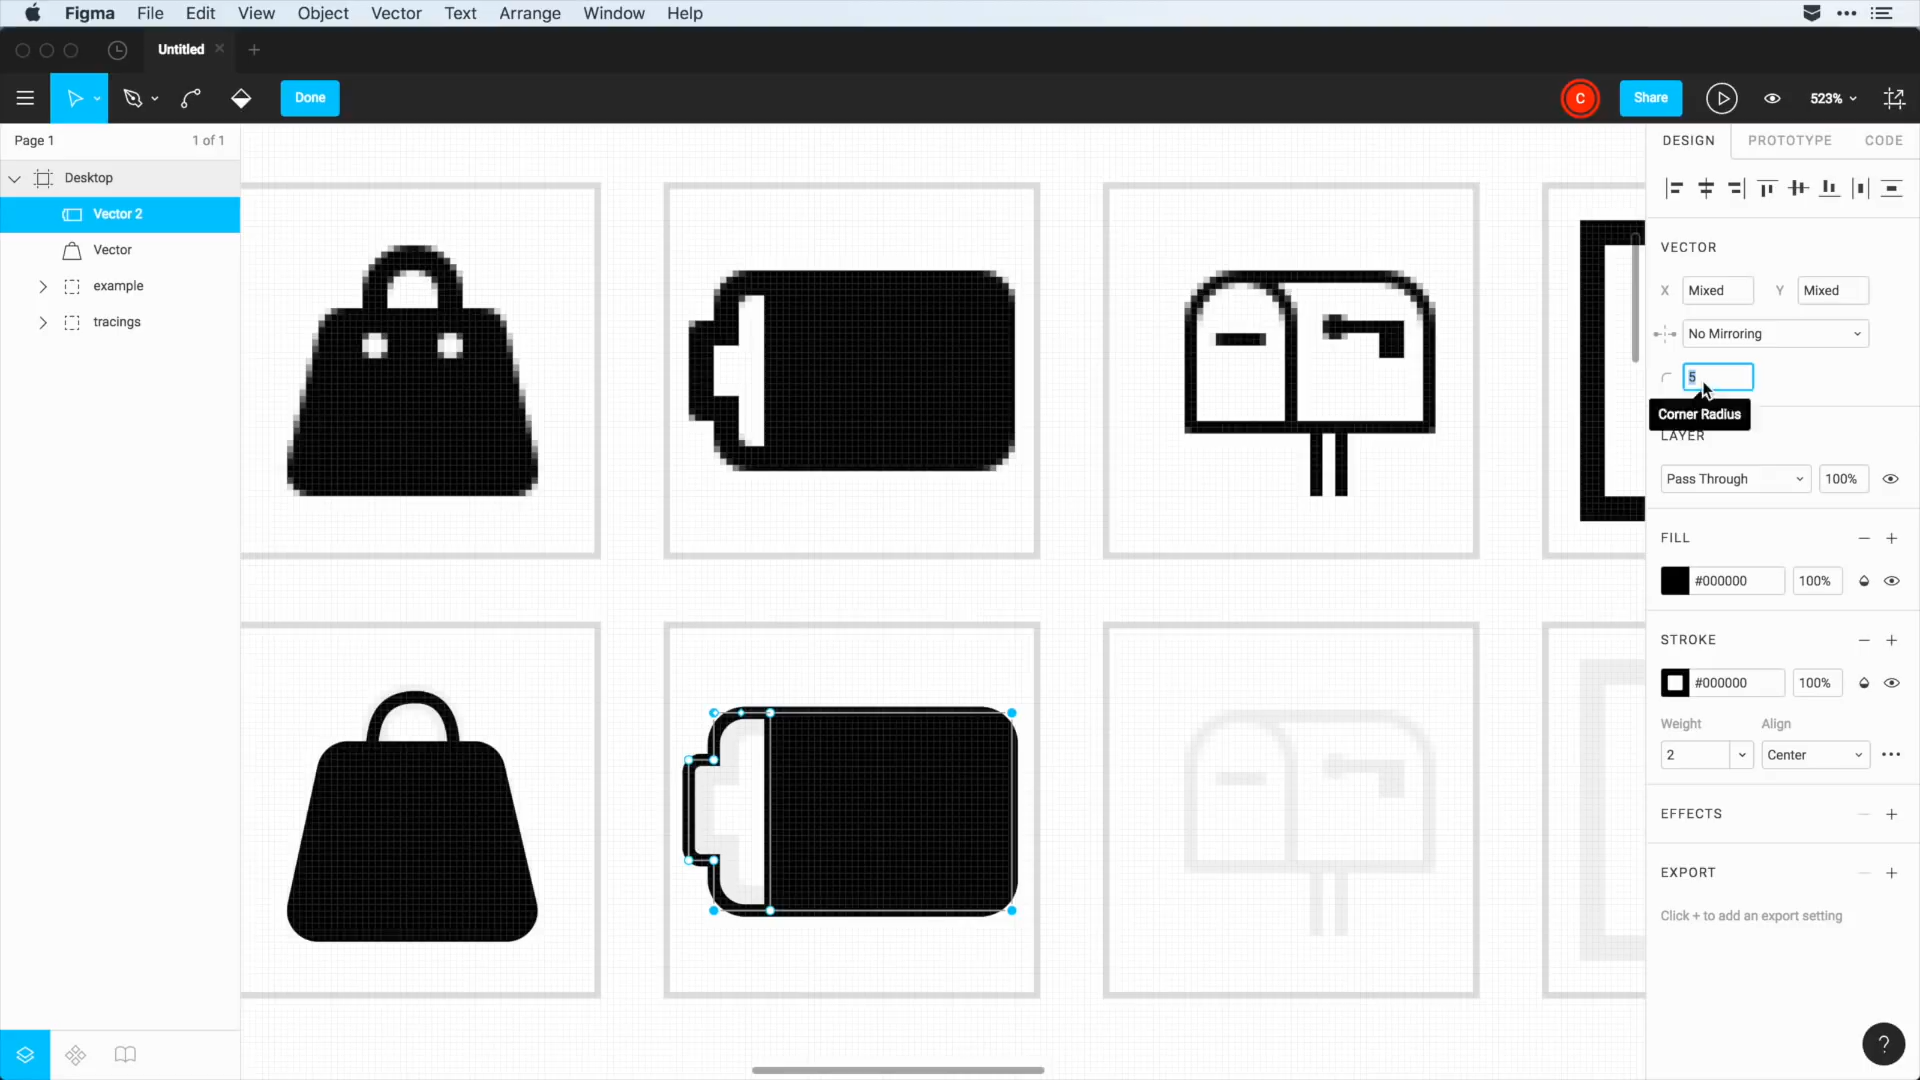 Figma File Edit View Object Vector Text Arrange Window Help
Untitled
Done
C
Share
523%
Page 1
1 of 1
DESIGN PROTOTYPE CODE
Desktop
Vector 2
Vector
example
tracings
VECTOR
X Mixed Y Mixed
No Mirroring
5
Corner Radius
LAYER
Pass Through 100%
FILL
#000000 100%
STROKE
#000000 100%
Weight Align
2 Center
EFFECTS
EXPORT
Click + to add an export setting
?